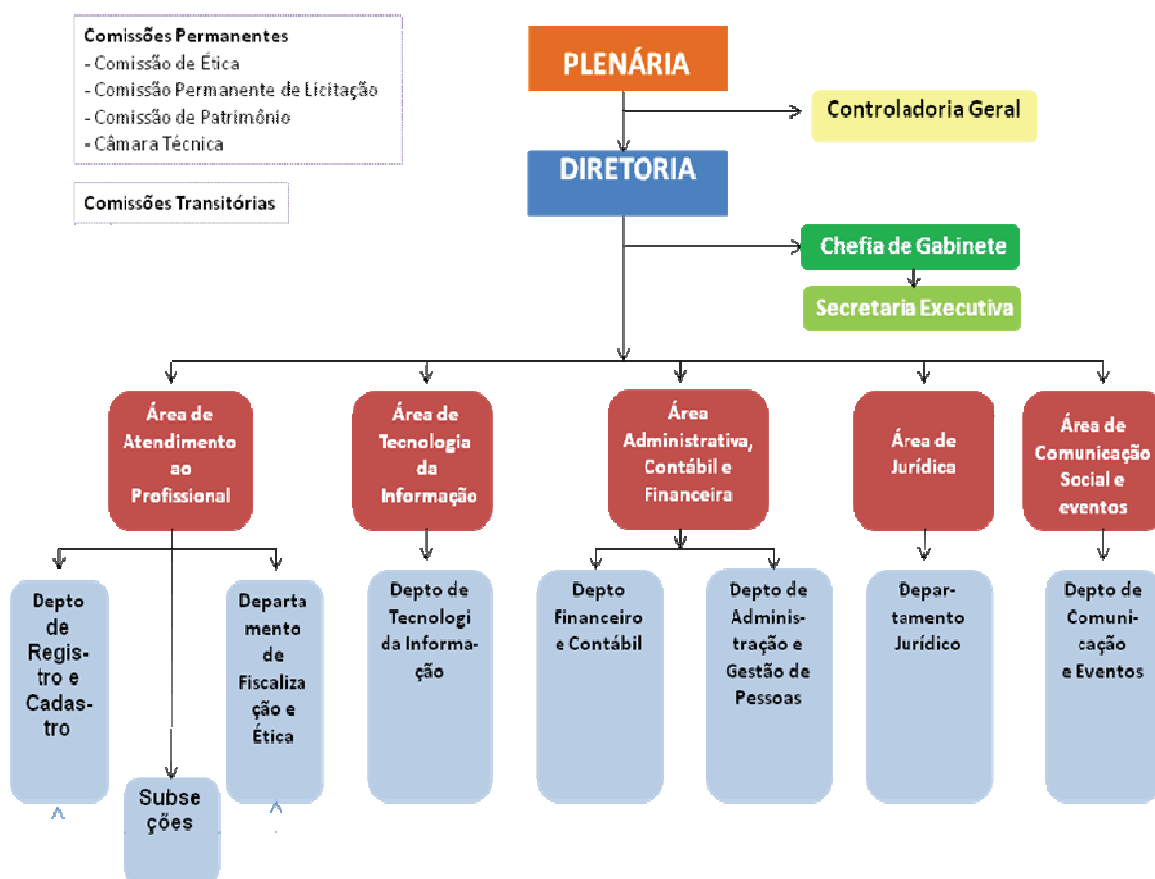 Comissões Permanentes
- Comissão de Ética
- Comissão Permanente de Licitação
- Comissão de Patrimônio
- Câmara Técnica
Comissões Transitórias
PLENÁRIA
Controladoria Geral
DIRETORIA
Chefia de Gabinete
Secretaria Executiva
Área de
Atendimento
ao
Profissional
Área de
Tecnologia
da
Informação
Área
Administrativa,
Contábil e
Financeira
Área de
Jurídica
Área de
Comunicação
Social e
eventos
Depto
de
Regis-
tro e
Cadas-
tro
Subse
ções
Departa
mento
de
Fiscaliz
ação e
Ética
Depto de
Tecnologi
da Informa-
ção
Depto
Financeiro
e Contábil
Depto de
Adminis-
tração e
Gestão de
Pessoas
Depar-
tamento
Jurídico
Depto de
Comuni-
cação
e Eventos